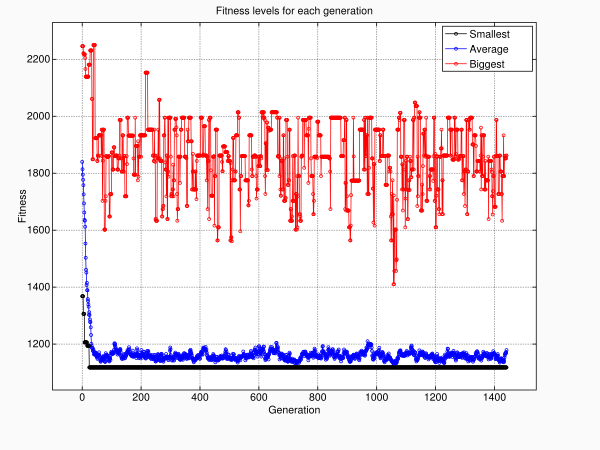 Fitness levels for each generation
Smallest
Average
Biggest
2200
2000
1800
1600
1400
1200
Fitness
0 200 400 600 800 1000 1200 1400
Generation